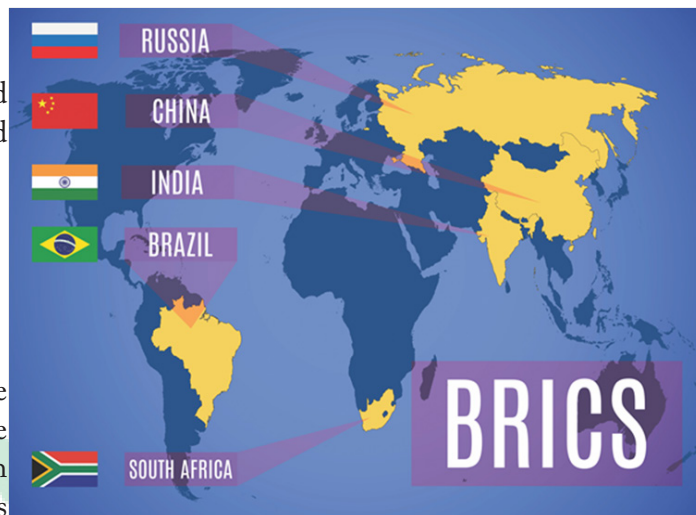 RUSSIA
d
CHINA
d
INDIA
BRAZIL
e
BRICS
e
SOUTH AFRICA
n
s